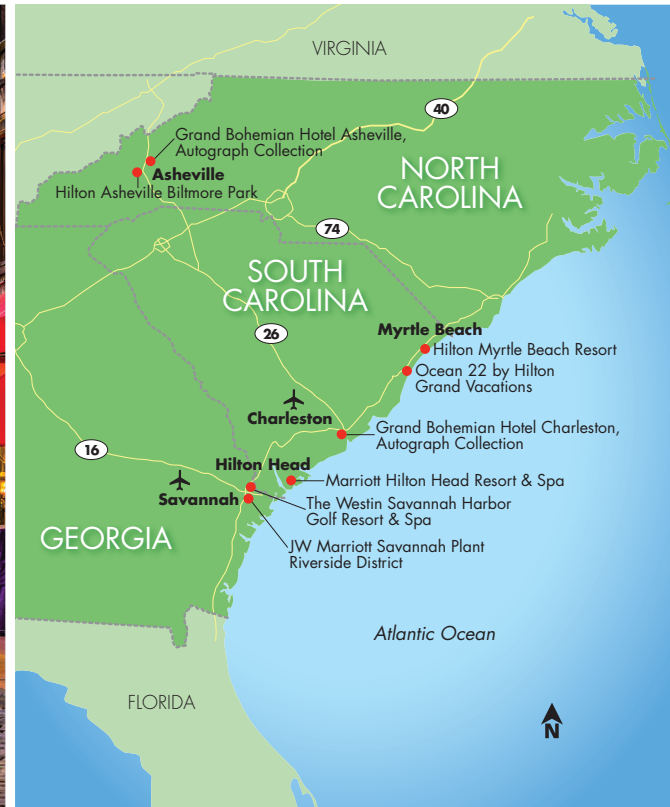 VIRGINIA
40
Grand Bohemian Hotel Asheville,
Autograph Collection
Asheville
Hilton Asheville Biltmore Park
NORTH
CAROLINA
74
SOUTH
CAROLINA
26
Myrtle Beach
Hilton Myrtle Beach Resort
Ocean 22 by Hilton
Grand Vacations
Charleston
Grand Bohemian Hotel Charleston,
Autograph Collection
16
Hilton Head
Marriott Hilton Head Resort & Spa
Savannah
The Westin Savannah Harbor
Golf Resort & Spa
GEORGIA
JW Marriott Savannah Plant
Riverside District
Atlantic Ocean
FLORIDA
N